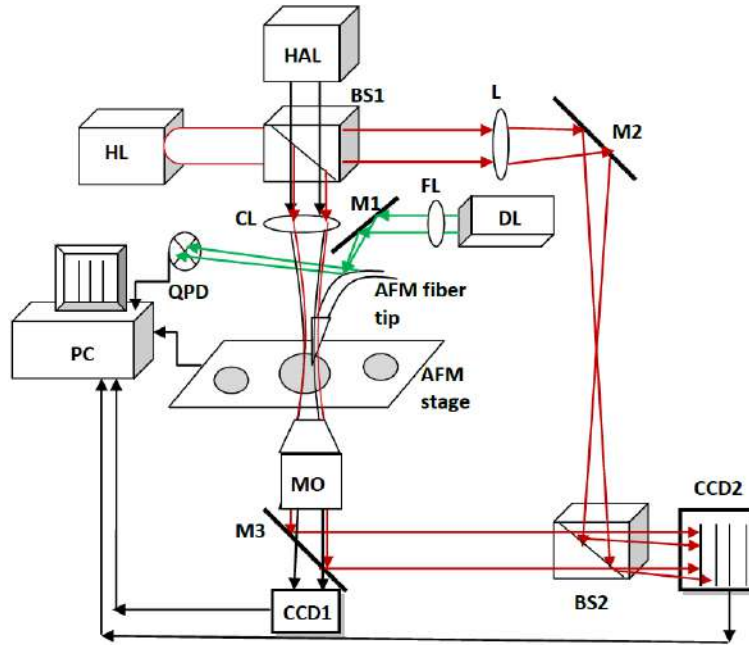 HAL
BS1
L
M2
HL
M1
FL
DL
CL
QPD
AFM fiber
tip
PC
AFM
stage
MO
CCD2
M3
CCD1
BS2